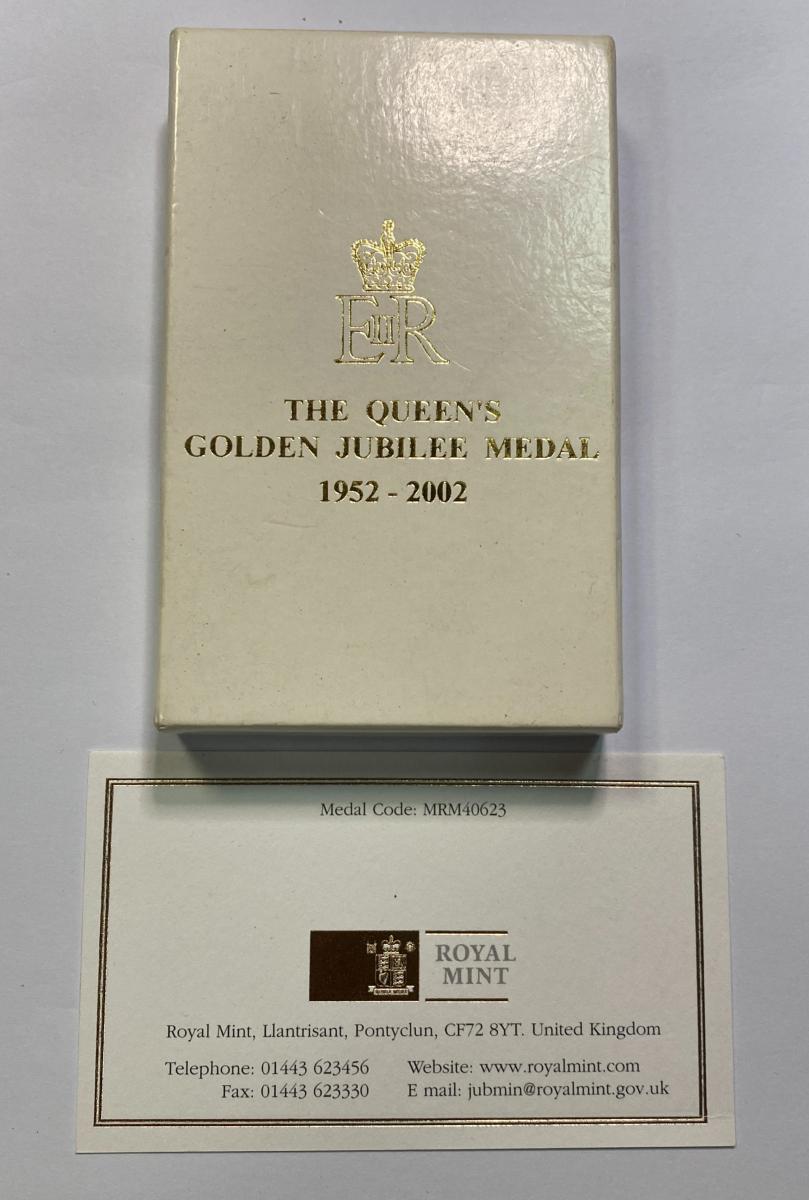 EIIR
THE QUEEN'S
GOLDEN JUBILEE MEDAL
1952 - 2002
Medal Code: MRM40623
ROYAL
MINT
Royal Mint, Llantrisant, Pontyclun, CF72 8YT. United Kingdom
Telephone: 01443 623456 Website: www.royalmint.com
Fax: 01443 623330 E mail: jubmin@royalmint.gov.uk